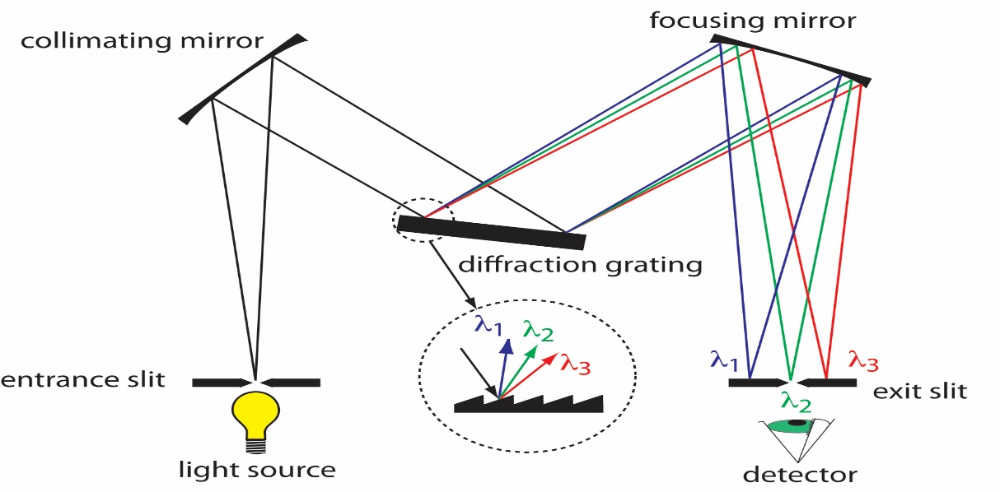 focusing mirror
collimating mirror
diffraction grating
λ1
λ2
λ3
λ1
λ3
entrance slit
exit slit
λ2
light source
detector